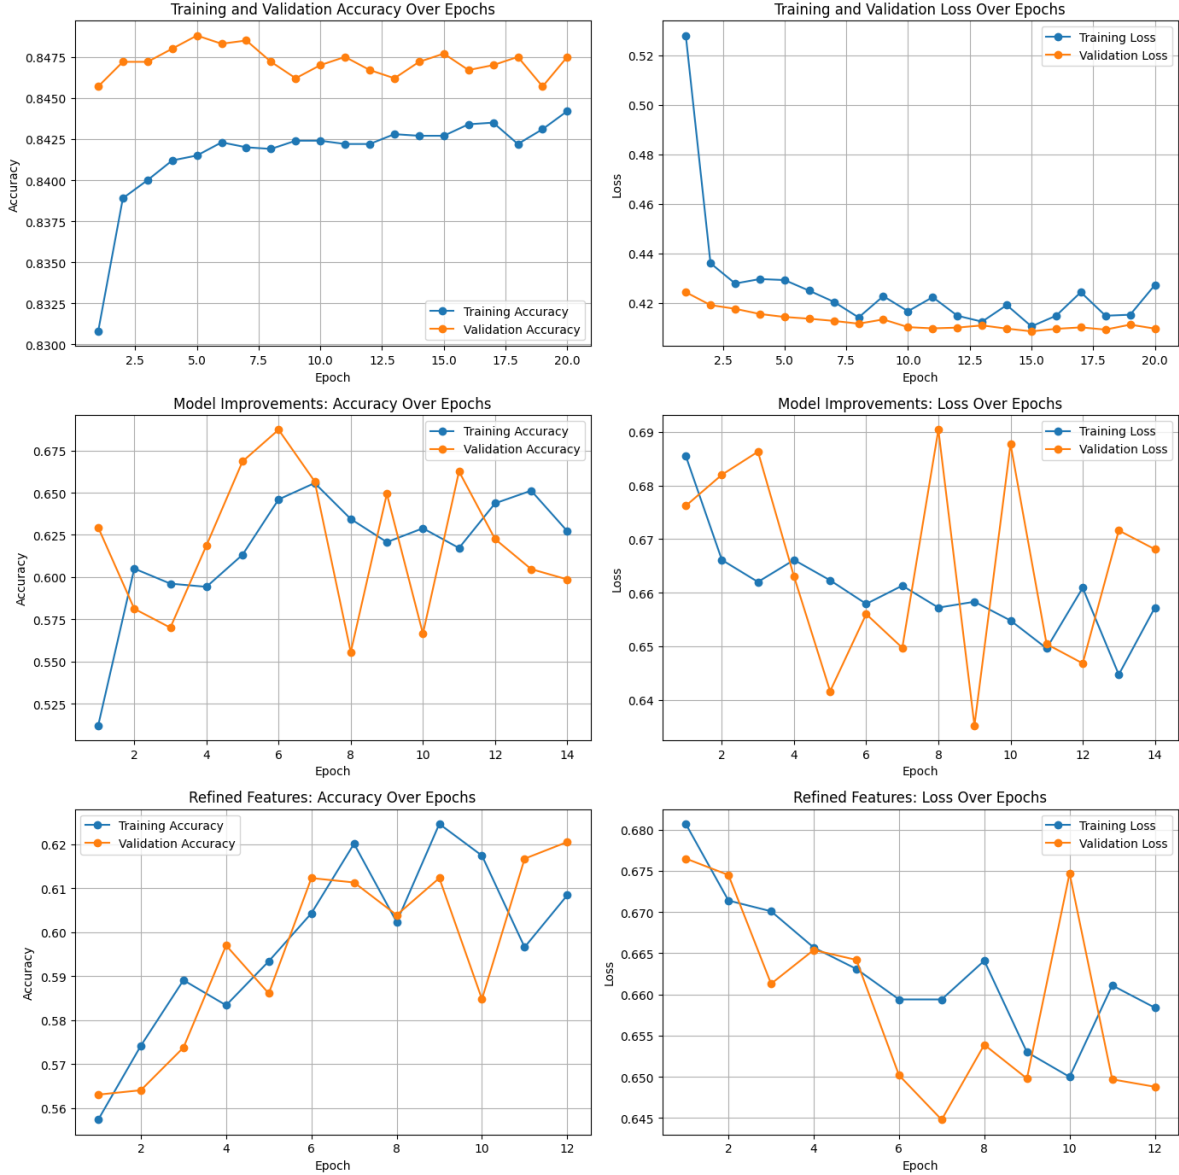 Training and Validation Accuracy Over Epochs
Accuracy
0.8475
0.8450
0.8425
0.8400
0.8375
0.8350
0.8325
0.8300
Training Accuracy
Validation Accuracy
2.5 5.0 7.5 10.0 12.5 15.0 17.5 20.0
Epoch
Training and Validation Loss Over Epochs
Loss
0.52
0.50
0.48
0.46
0.44
0.42
Training Loss
Validation Loss
2.5 5.0 7.5 10.0 12.5 15.0 17.5 20.0
Epoch
Model Improvements: Accuracy Over Epochs
Accuracy
0.675
0.650
0.625
0.600
0.575
0.550
0.525
Training Accuracy
Validation Accuracy
2 4 6 8 10 12 14
Epoch
Model Improvements: Loss Over Epochs
Loss
0.69
0.68
0.67
0.66
0.65
0.64
Training Loss
Validation Loss
2 4 6 8 10 12 14
Epoch
Refined Features: Accuracy Over Epochs
Accuracy
0.62
0.61
0.60
0.59
0.58
0.57
0.56
Training Accuracy
Validation Accuracy
2 4 6 8 10 12
Epoch
Refined Features: Loss Over Epochs
Loss
0.680
0.675
0.670
0.665
0.660
0.655
0.650
0.645
Training Loss
Validation Loss
2 4 6 8 10 12
Epoch